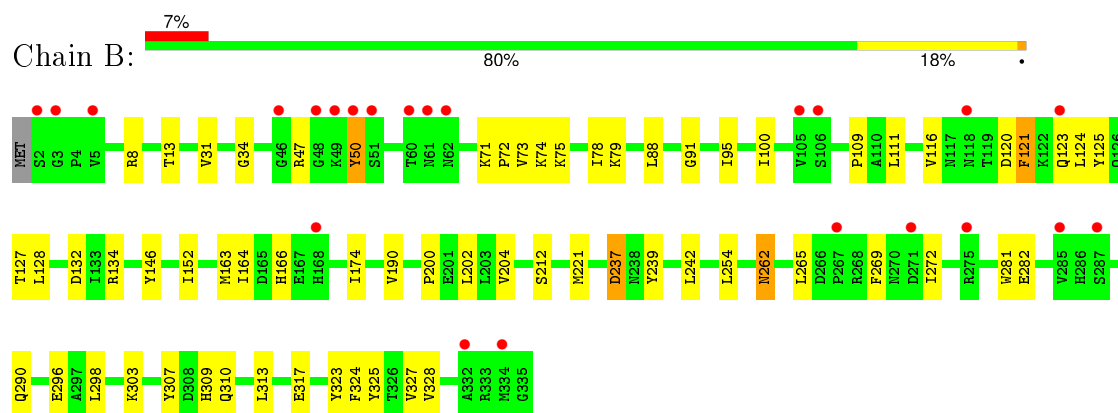 7%
Chain B:
80% 18% •
MET S2 G3 P4 V5 R8 T13 V31 G34 G46 R47 G48 K49 Y50 S51 T60 N61 N62 K71 P72 V73 K74 K75 I78 K79 L88 G91 I95 I100 V105 S106 P109 A110 L111 V116 N117 N118 T119 D120 F121 K122 Q123 L124 Y125
T127 L128 D132 I133 R134 Y146 I152 M163 I164 D165 H166 E167 H168 I174 V190 P200 E201 L202 L203 V204 S212 M221 D237 N238 Y239 L242 L254 N262 L265 D266 P267 R268 F269 N270 D271 I272 R275 W281 E282 V285 H286 S287
Q290 E296 A297 L298 K303 Y307 D308 H309 Q310 L313 E317 Y323 F324 Y325 T326 V327 V328 A332 R333 M334 G335